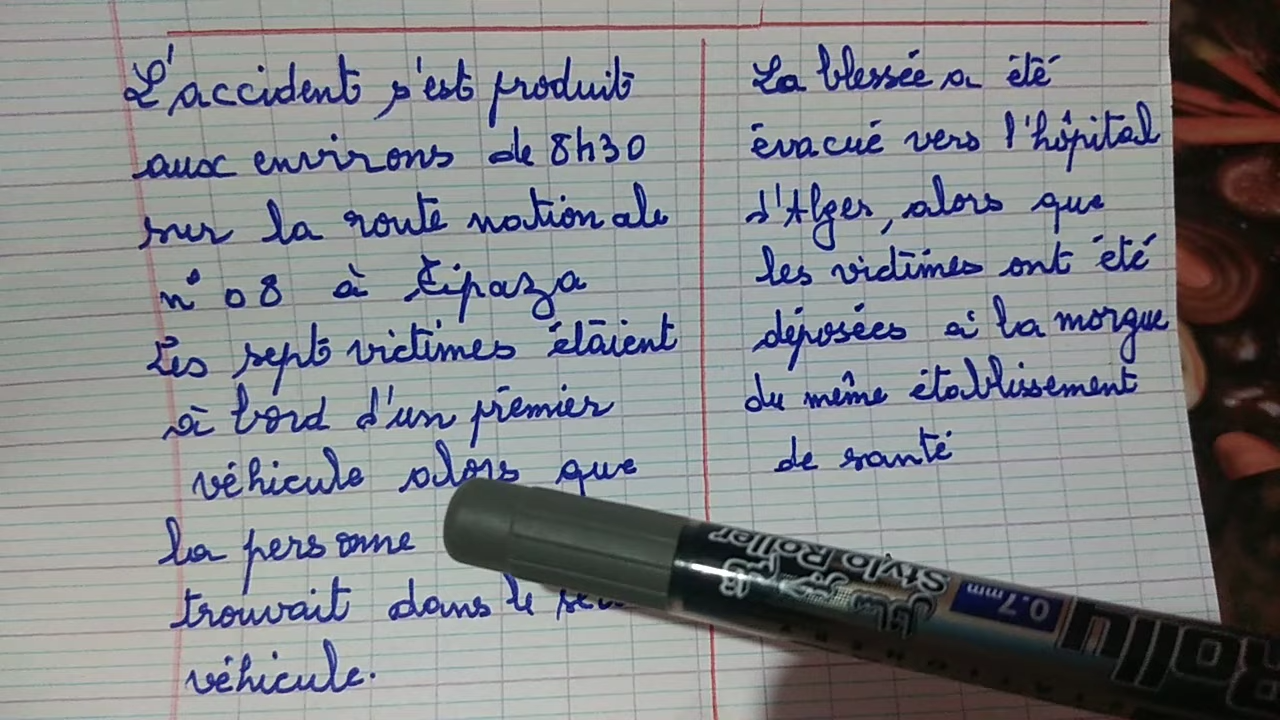 L'accident s'est produit
aux environs de 8h30
sur la route nationale
n° 08 à Tipaza
Les sept victimes étaient
à bord d'un premier
véhicule alors que
la personne
trouvait dans le
véhicule.
La blessée a été
évacué vers l'hôpital
d'Alger, alors que
les victimes ont été
déposées à la morgue
du même établissement
de santé
Stylo Roller
0.7mm
Rolly